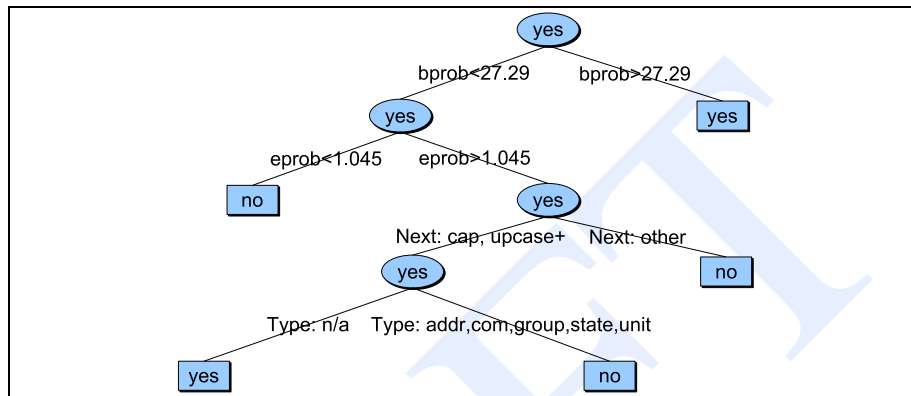 yes
bprob<27.29 bprob>27.29
yes yes
eprob<1.045 eprob>1.045
no yes
Next: cap, upcase+ Next: other
yes no
Type: n/a Type: addr,com,group,state,unit
yes no